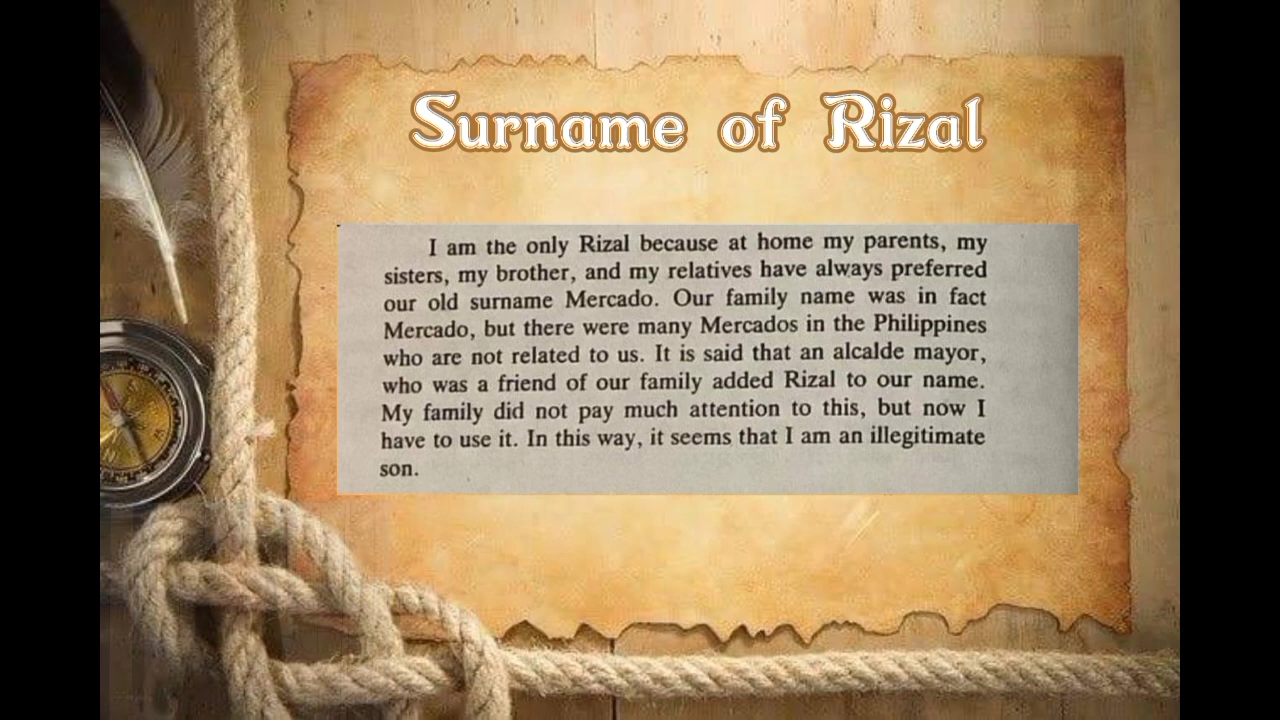 Surname of Rizal
I am the only Rizal because at home my parents, my
sisters, my brother, and my relatives have always preferred
our old surname Mercado. Our family name was in fact
Mercado, but there were many Mercados in the Philippines
who are not related to us. It is said that an alcalde mayor,
who was a friend of our family added Rizal to our name.
My family did not pay much attention to this, but now I
have to use it. In this way, it seems that I am an illegitimate
son.